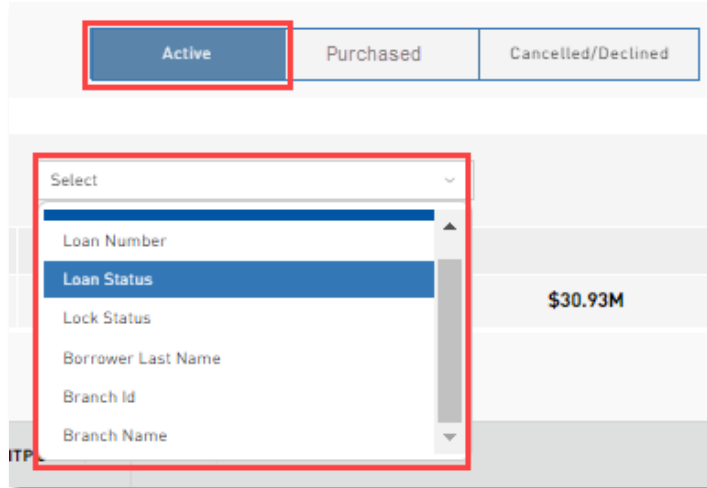 Active
Purchased
Cancelled/Declined
Select
Loan Number
Loan Status
Lock Status
$30.93M
Borrower Last Name
Branch Id
Branch Name